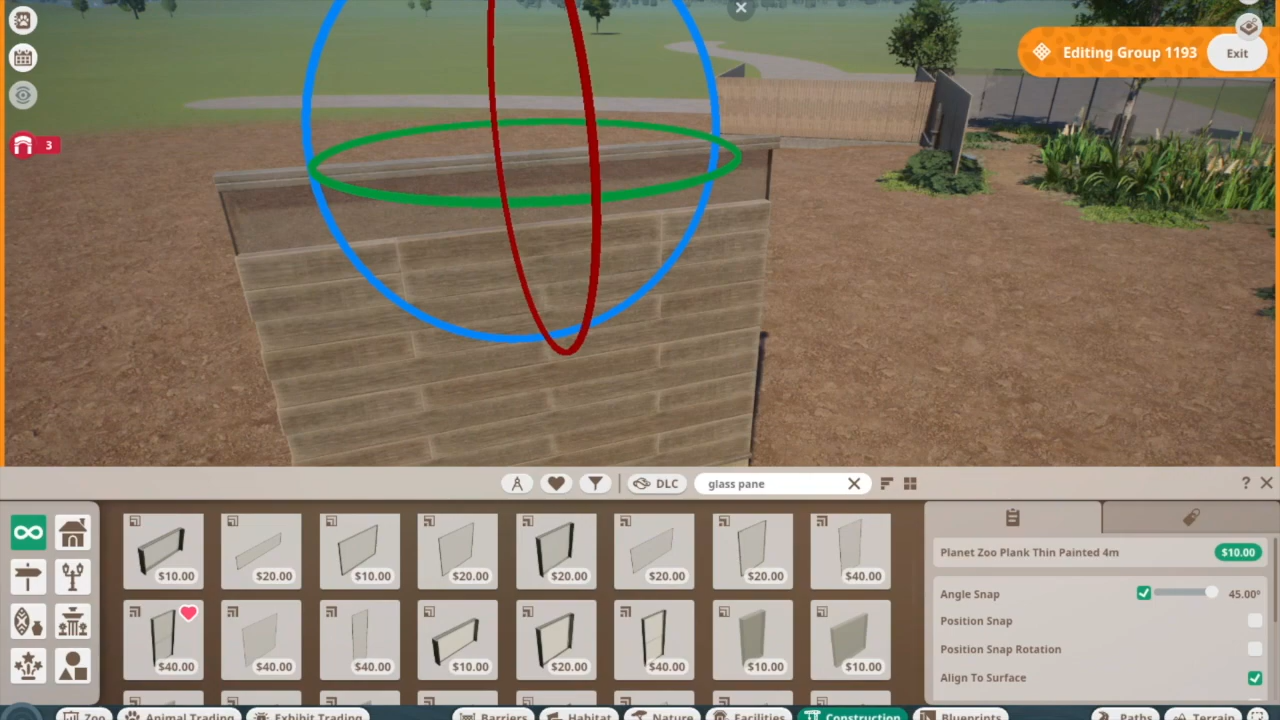 Editing Group 1193
Exit
3
DLC
glass pane
?
$10.00
$20.00
$10.00
$20.00
$20.00
$20.00
$20.00
$40.00
$40.00
$40.00
$40.00
$10.00
$20.00
$40.00
$10.00
$10.00
Planet Zoo Plank Thin Painted 4m
$10.00
Angle Snap
45.00°
Position Snap
Position Snap Rotation
Align To Surface
Zoo
Animal Trading
Exhibit Trading
Barriers
Habitat
Nature
Facilities
Construction
Blueprints
Paths
Terrain